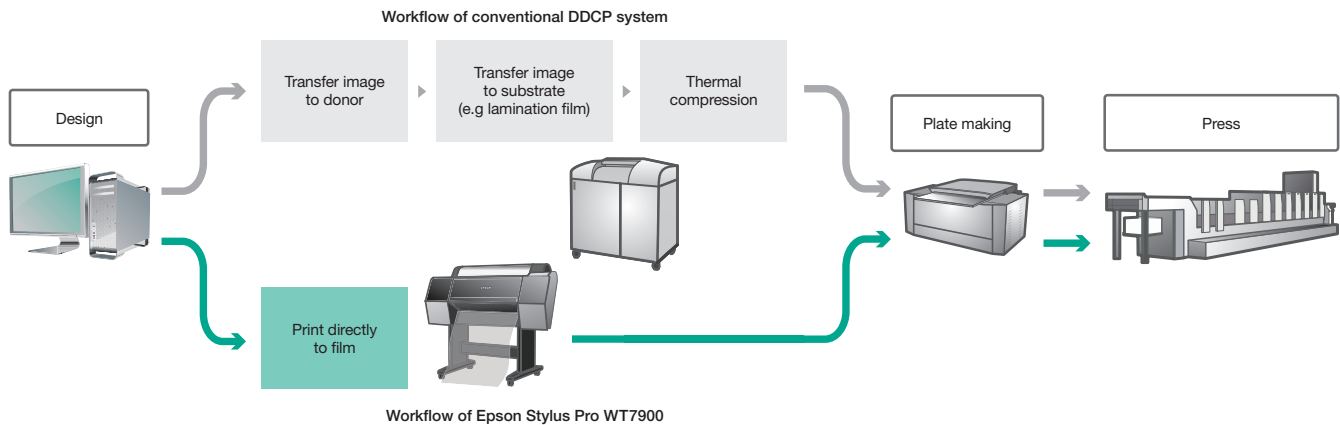 Workflow of conventional DDCP system
Design
Transfer image
to donor
Transfer image
to substrate
(e.g lamination film)
Thermal
compression
Plate making
Press
EPSON
Print directly
to film
Workflow of Epson Stylus Pro WT7900